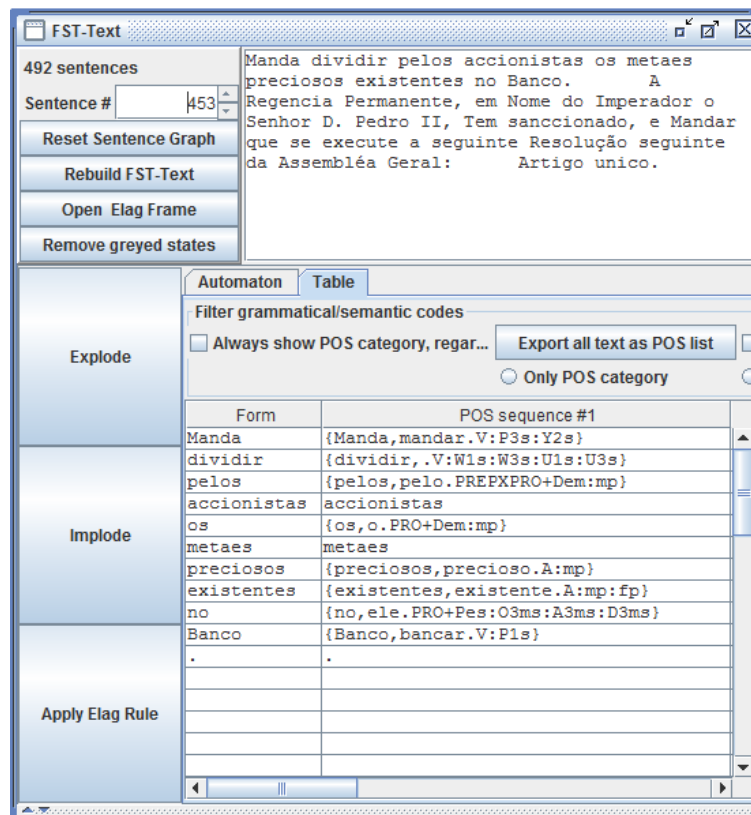 FST-Text
492 sentences
Sentence # 453
Reset Sentence Graph
Rebuild FST-Text
Open Elag Frame
Remove greyed states
Manda dividir pelos accionistas os metaes
preciosos existentes no Banco. A
Regencia Permanente, em Nome do Imperador o
Senhor D. Pedro II, Tem sanccionado, e Mandar
que se execute a seguinte Resolução seguinte
da Assembléa Geral: Artigo unico.
Explode
Implode
Apply Elag Rule
Automaton Table
Filter grammatical/semantic codes
Always show POS category, regar... Export all text as POS list
Only POS category
Form POS sequence #1
Manda {Manda,mandar.V:P3s:Y2s}
dividir {dividir,.V:W1s:W3s:U1s:U3s}
pelos {pelos,pelo.PREPXPRO+Dem:mp}
accionistas accionistas
os {os,o.PRO+Dem:mp}
metaes metaes
preciosos {preciosos,precioso.A:mp}
existentes {existentes,existente.A:mp:fp}
no {no,ele.PRO+Pes:O3ms:A3ms:D3ms}
Banco {Banco,bancar.V:P1s}
. .